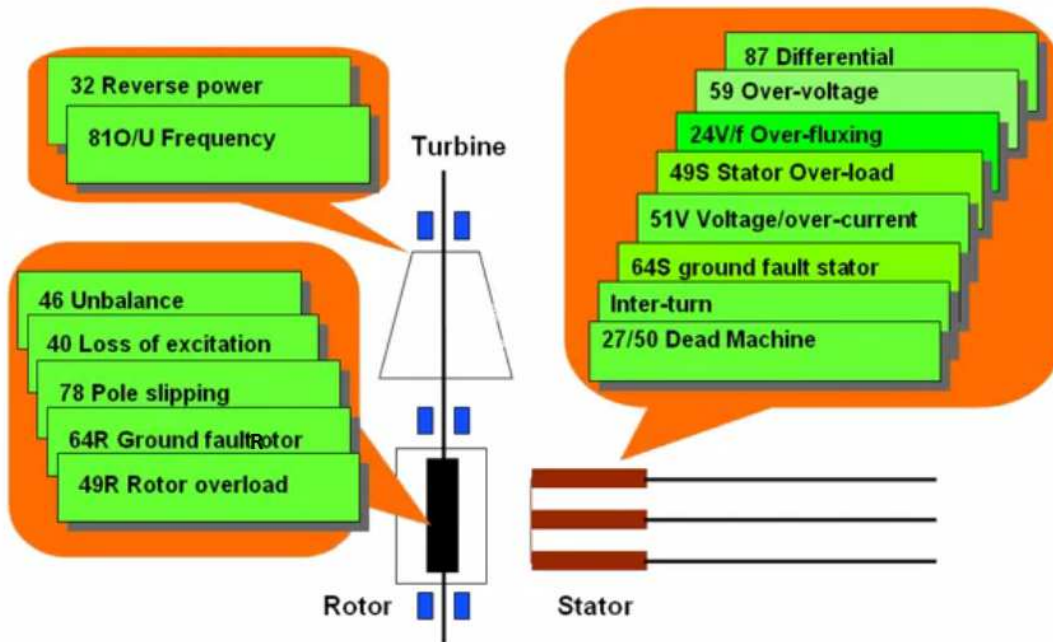 32 Reverse power
81O/U Frequency
Turbine
87 Differential
59 Over-voltage
24V/f Over-fluxing
49S Stator Over-load
51V Voltage/over-current
64S ground fault stator
Inter-turn
27/50 Dead Machine
46 Unbalance
40 Loss of excitation
78 Pole slipping
64R Ground fault Rotor
49R Rotor overload
Rotor
Stator